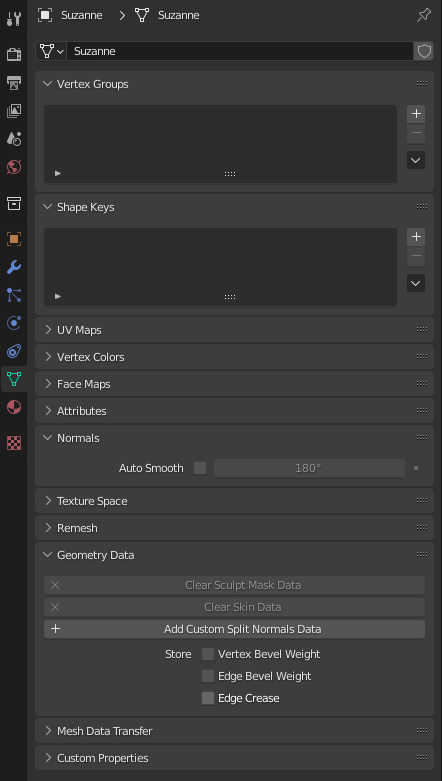 Suzanne > Suzanne
Suzanne
Vertex Groups
Shape Keys
UV Maps
Vertex Colors
Face Maps
Attributes
Normals
Auto Smooth 180°
Texture Space
Remesh
Geometry Data
Clear Sculpt Mask Data
Clear Skin Data
Add Custom Split Normals Data
Store Vertex Bevel Weight
Edge Bevel Weight
Edge Crease
Mesh Data Transfer
Custom Properties